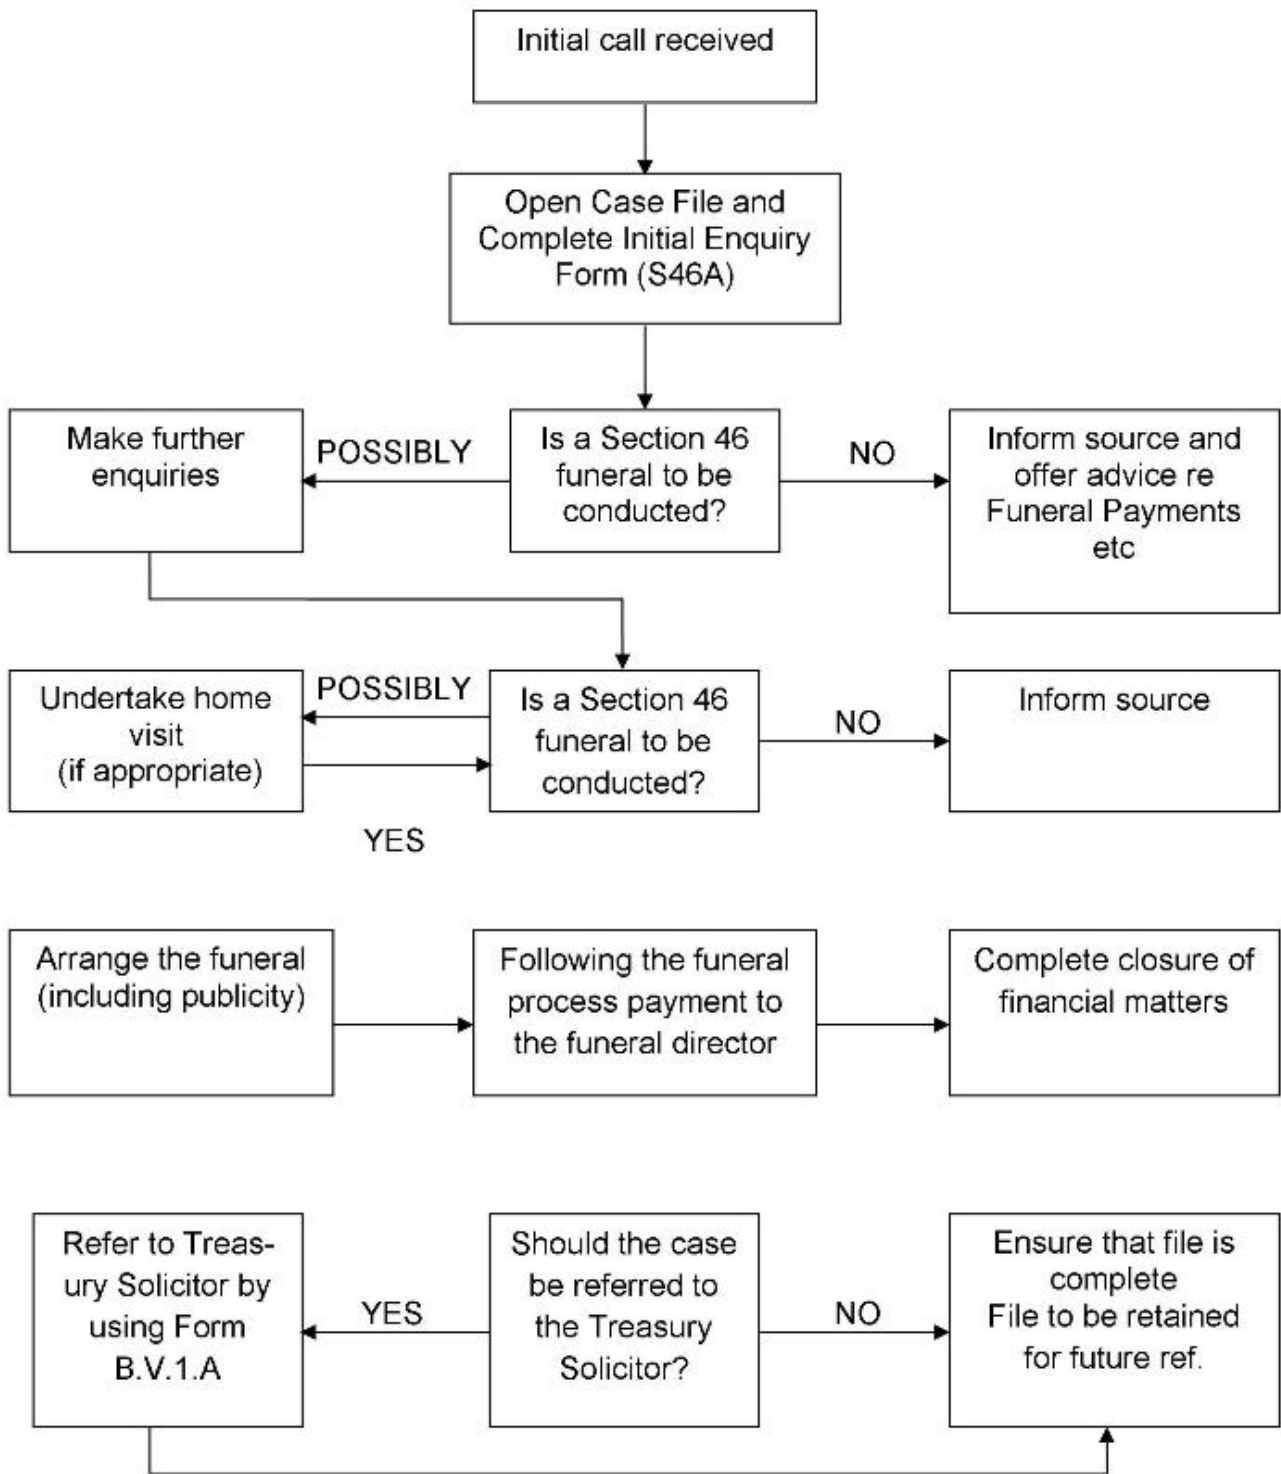 Initial call received
Open Case File and
Complete Initial Enquiry
Form (S46A)
Make further
enquiries
POSSIBLY
Is a Section 46
funeral to be
conducted?
NO
Inform source and
offer advice re
Funeral Payments
etc
Undertake home
visit
(if appropriate)
POSSIBLY
Is a Section 46
funeral to be
conducted?
NO
Inform source
YES
Arrange the funeral
(including publicity)
Following the funeral
process payment to
the funeral director
Complete closure of
financial matters
Refer to Treas-
ury Solicitor by
using Form
B.V.1.A
YES
Should the case
be referred to
the Treasury
Solicitor?
NO
Ensure that file is
complete
File to be retained
for future ref.